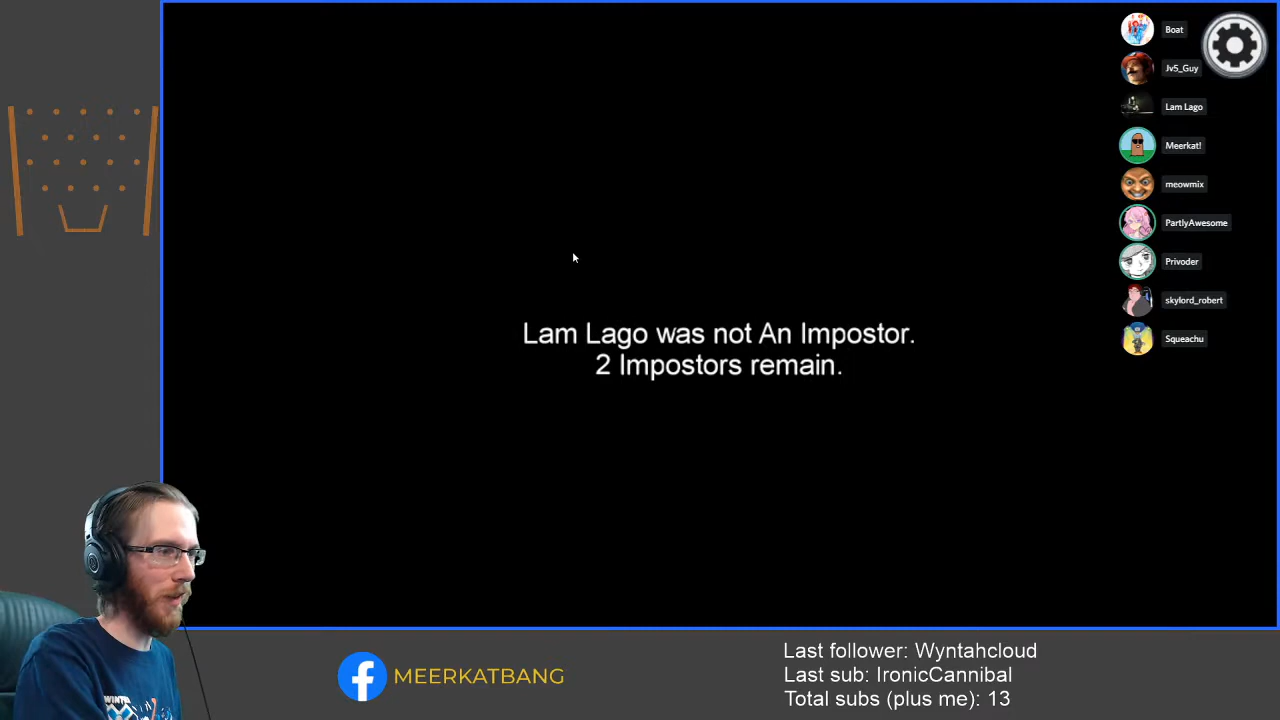 Boat
Jv5_Guy
Lam Lago
Meerkat!
meowmix
PartlyAwesome
Privoder
skylord_robert
Squeachu
Lam Lago was not An Impostor.
2 Impostors remain.
MEERKATBANG
Last follower: Wyntahcloud
Last sub: IronicCannibal
Total subs (plus me): 13